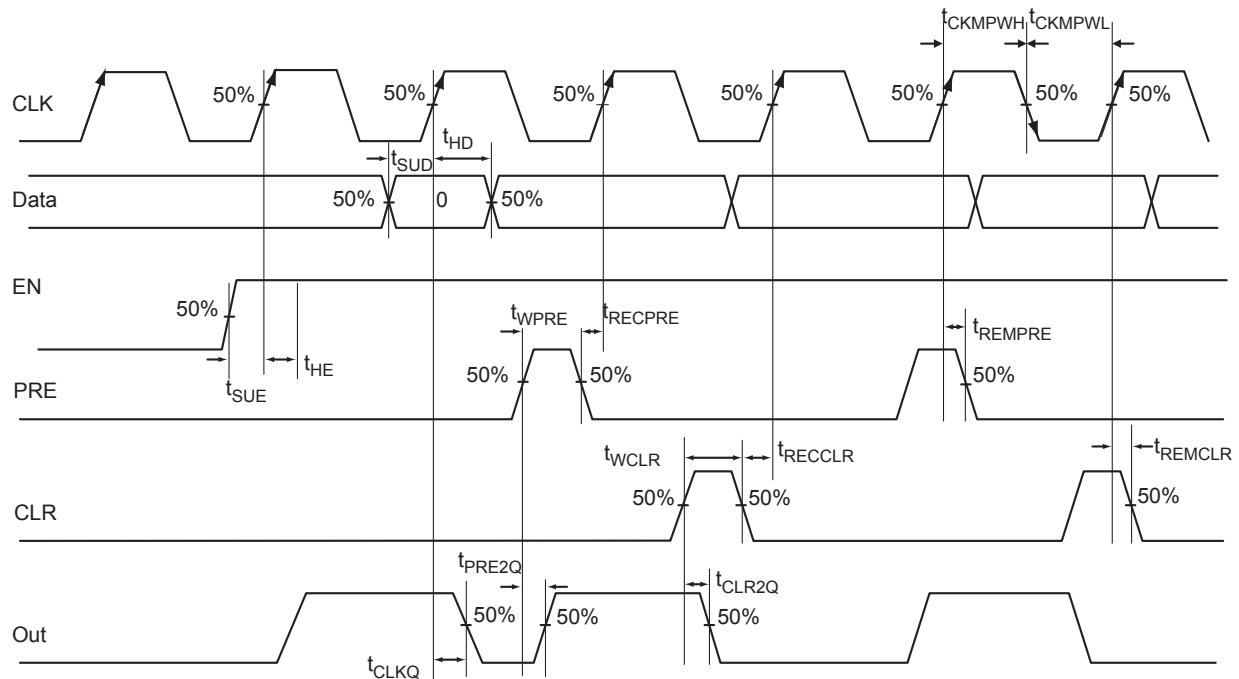 tCKMPWH tCKMPWL
CLK
50% 50% 50% 50% 50% 50% 50%
tSUD
tHD
Data
50% 0 50%
EN
50%
tSUE
tHE
tWPRE
tRECPRE
tREMPRE
PRE
50% 50% 50%
tWCLR
tRECCLR
tREMCLR
CLR
50% 50% 50%
tPRE2Q
tCLR2Q
Out
50% 50% 50%
tCLKQ